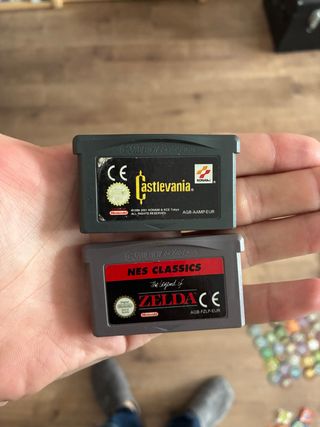 GAME BOY ADVANCE
CE
Castlevania
KONAMI
Nintendo
©1999 2001 KONAMI & KCE Tokyo
ALL RIGHTS RESERVED
AGB-AAMP-EUR
GAME BOY ADVANCE
NES CLASSICS
The Legend of
ZELDA
CE
Nintendo
AGB-FZLP-EUR